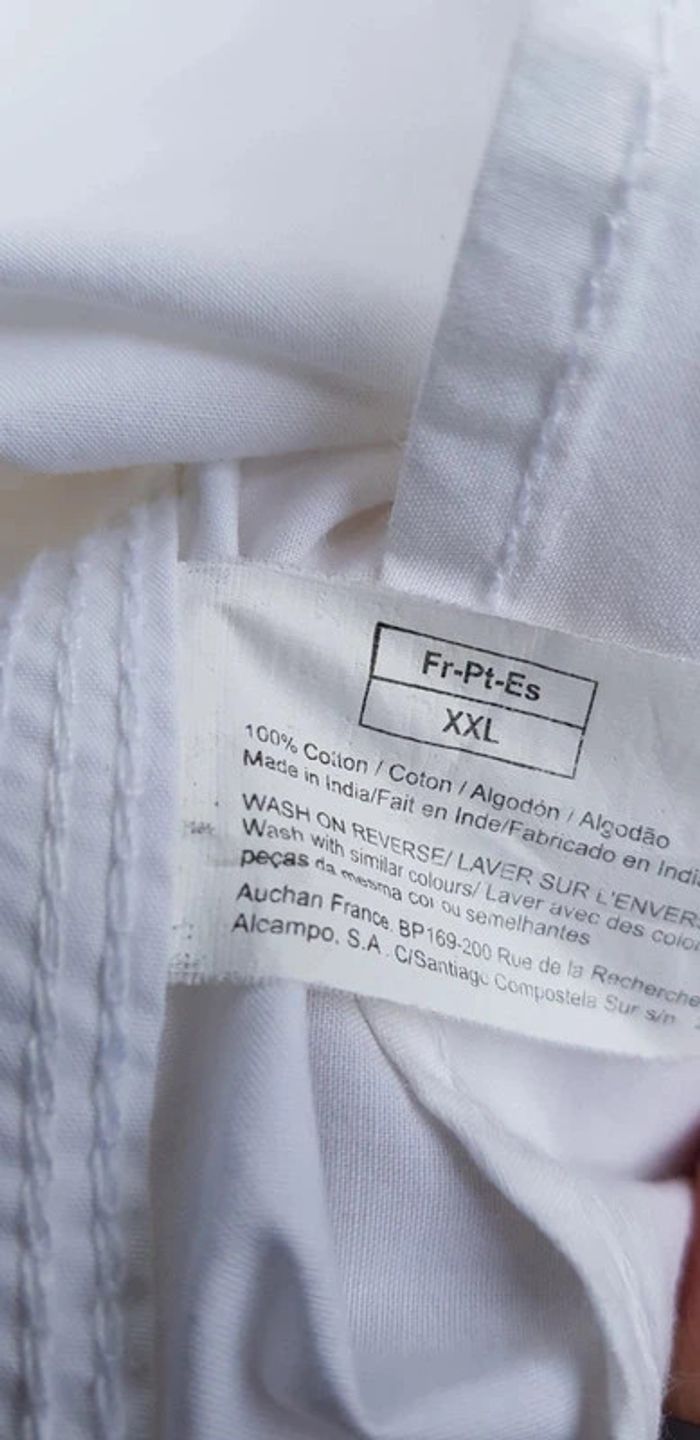 Fr-Pt-Es
XXL
100% Cotton / Coton / Algodón / Algodão
Made in India/Fait en Inde/Fabricado en
WASH ON REVERSE/ LAVER SUR L'ENVER
Wash with similar colours/ Laver avec des
peças da mesma cor ou semelhantes
Auchan France, BP169-200 Rue de la Recherche
Alcampo, S.A. C/Santiago Compostela Sur s/n